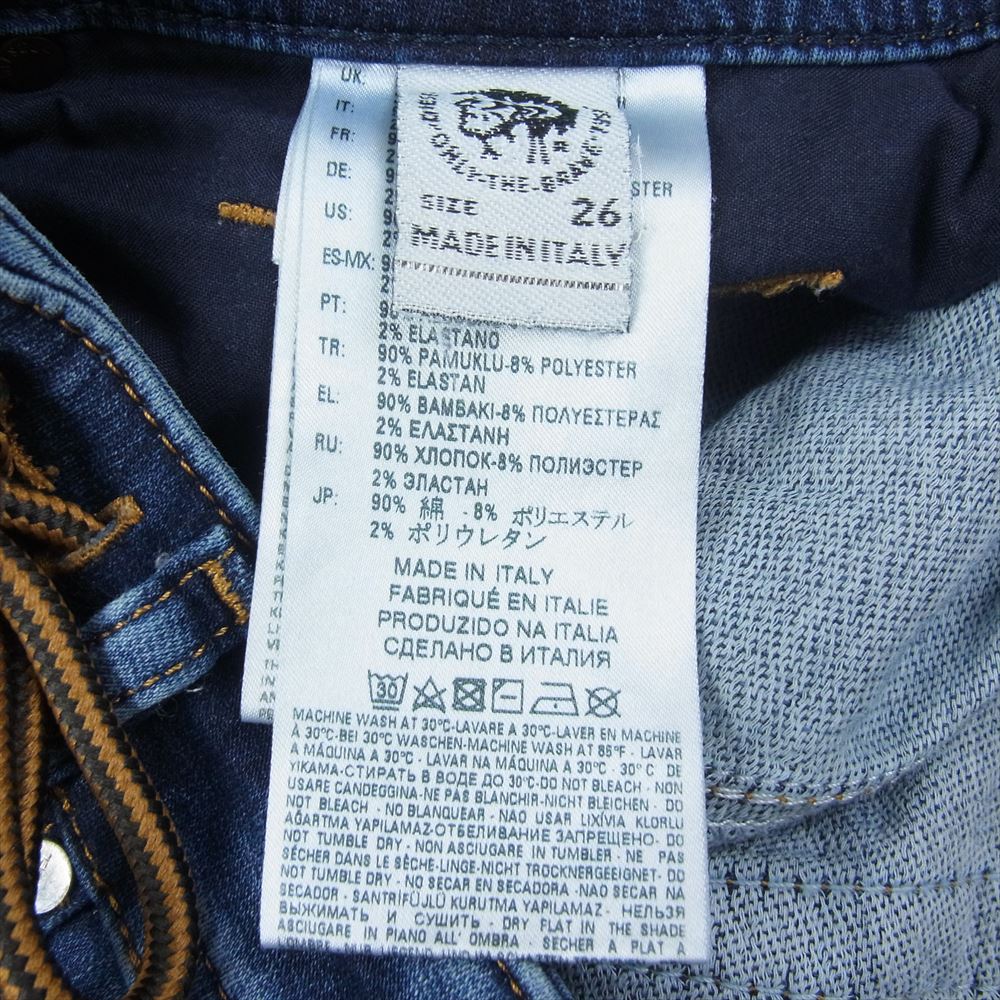 ONLY-THE-BRAVE
SIZE 26
MADE IN ITALY
UK:
IT:
FR:
DE:
STER
US:
ES-MX:
PT:
2% ELASTANO
TR: 90% PAMUKLU-8% POLYESTER
2% ELASTAN
EL: 90% BAMBAKI-8% ΠΟΛΥΕΣΤΕΡΑΣ
2% ΕΛΑΣΤΑΝΗ
RU: 90% ХЛОПОК-8% ПОЛИЭСТЕР
2% ЭЛАСТАН
JP: 90% 綿 -8% ポリエステル
2% ポリウレタン
MADE IN ITALY
FABRIQUÉ EN ITALIE
PRODUZIDO NA ITALIA
СДЕЛАНО В ИТАЛИЯ
30
MACHINE WASH AT 30°C-LAVARE A 30°C-LAVER EN MACHINE
À 30°C-BEI 30°C WASCHEN-MACHINE WASH AT 85°F - LAVAR
A MÁQUINA A 30°C - LAVAR NA MÁQUINA A 30°C - 30° C DE
YIKAMA-СТИРАТЬ В ВОДЕ ДО 30°C-DO NOT BLEACH - NON
USARE CANDEGGINA-NE PAS BLANCHIR-NICHT BLEICHEN - DO
NOT BLEACH - NO BLANQUEAR - NAO USAR LIXÍVIA KLORLU
AĞARTMA YAPILAMAZ-ОТБЕЛИВАНИЕ ЗАПРЕЩЕНО- DO
NOT TUMBLE DRY - NON ASCIUGARE IN TUMBLER - NE PAS
SÉCHER DANS LE SÈCHE-LINGE-NICHT TROCKNERGEEIGNET - DO
NOT TUMBLE DRY - NO SECAR EN SECADORA -NAO SECAR NA
SECADOR - SANTRİFÜJLÜ KURUTMA YAPILAMAZ - НЕЛЬЗЯ
ВЫЖИМАТЬ И СУШИТЬ - DRY FLAT IN THE SHADE
ASCIUGARE IN PIANO ALL' OMBRA SÉCHER A PLAT A